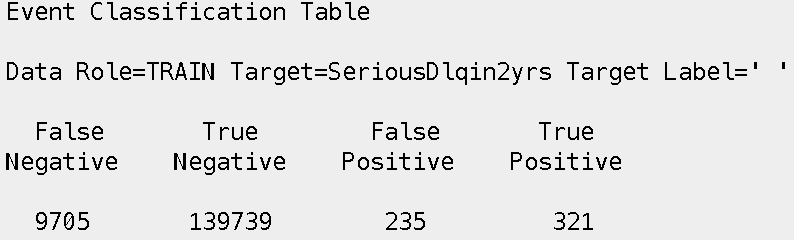 Event Classification Table
Data Role=TRAIN Target=SeriousDlqin2yrs Target Label=' '
False True False True
Negative Negative Positive Positive
9705 139739 235 321